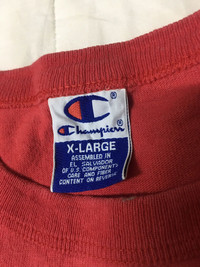 Champion
X-LARGE
ASSEMBLED IN
EL SALVADOR
OF U.S. COMPONENTS
CARE AND FIBER
CONTENT ON REVERSE